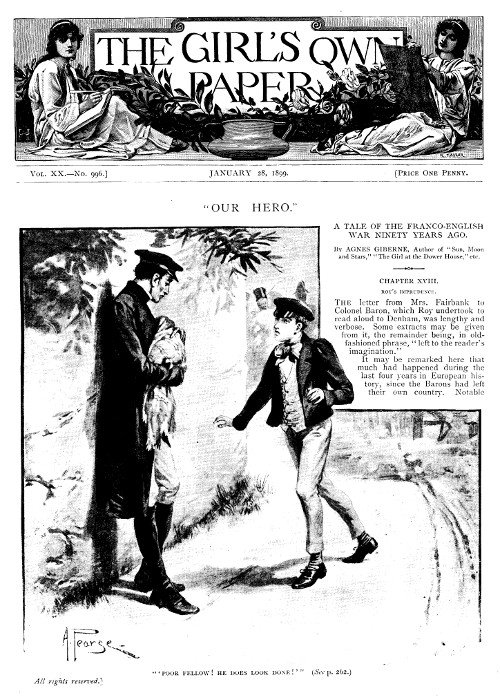 THE GIRL'S OWN
PAPER
VOL. XX.—No. 996.] JANUARY 28, 1899. [PRICE ONE PENNY.
"OUR HERO."
A TALE OF THE FRANCO-ENGLISH
WAR NINETY YEARS AGO.
By AGNES GIBERNE, Author of "Sun, Moon
and Stars," "The Girl at the Dower House," etc.
CHAPTER XVIII.
ROY'S IMPRUDENCE.
THE letter from Mrs. Fairbank to
Colonel Baron, which Roy undertook to
read aloud to Denham, was lengthy and
verbose. Some extracts may be given
from it, the remainder being, in old-
fashioned phrase, "left to the reader's
imagination."
It may be remarked here that
much had happened during the
last four years in European his-
tory, since the Barons had left
their own country. Notable
A. Pearse
"'POOR FELLOW! HE DOES LOOK DONE!'" (See p. 262.)
All rights reserved.]